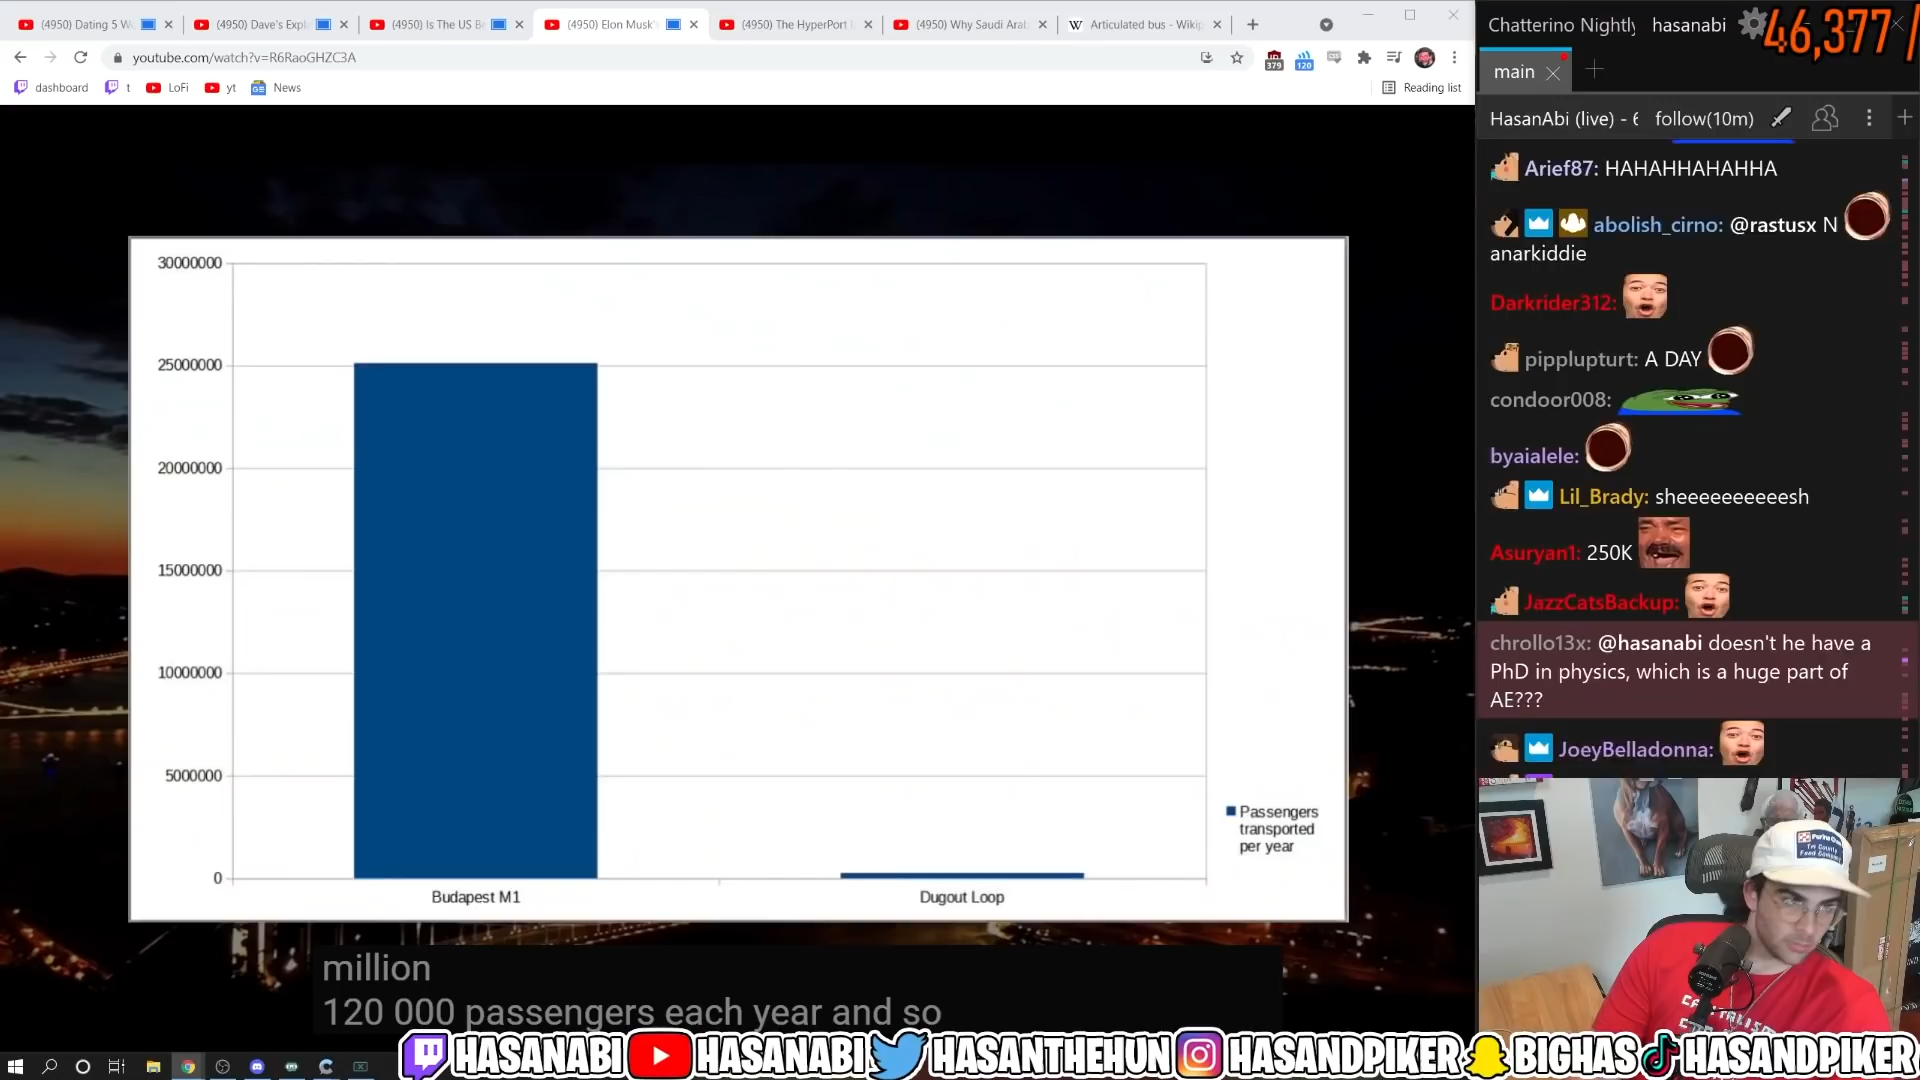 (4950) Dating 5 W
(4950) Dave's Expl
(4950) Is The US Be
(4950) Elon Musk'
(4950) The HyperPort
(4950) Why Saudi Ara
Articulated bus - Wikip
youtube.com/watch?v=R6RaoGHZC3A
379
120
dashboard
t
LoFi
yt
News
Reading list
30000000
25000000
20000000
15000000
10000000
5000000
0
Budapest M1
Dugout Loop
Passengers
transported
per year
million
120 000 passengers each year and so
Chatterino Nightly
hasanabi
46,377 /
main
HasanAbi (live) - 6
follow(10m)
Arief87: HAHAHHAHAHHA
abolish_cirno: @rastusx N
anarkiddie
Darkrider312:
pipplupturt: A DAY
condoor008:
byaialele:
Lil_Brady: sheeeeeeeeeesh
Asuryan1: 250K
JazzCatsBackup:
chrollo13x: @hasanabi doesn't he have a
PhD in physics, which is a huge part of
AE???
JoeyBelladonna:
HASANABI
HASANABI
HASANTHEHUN
HASANDPIKER
BIGHAS
HASANDPIKER